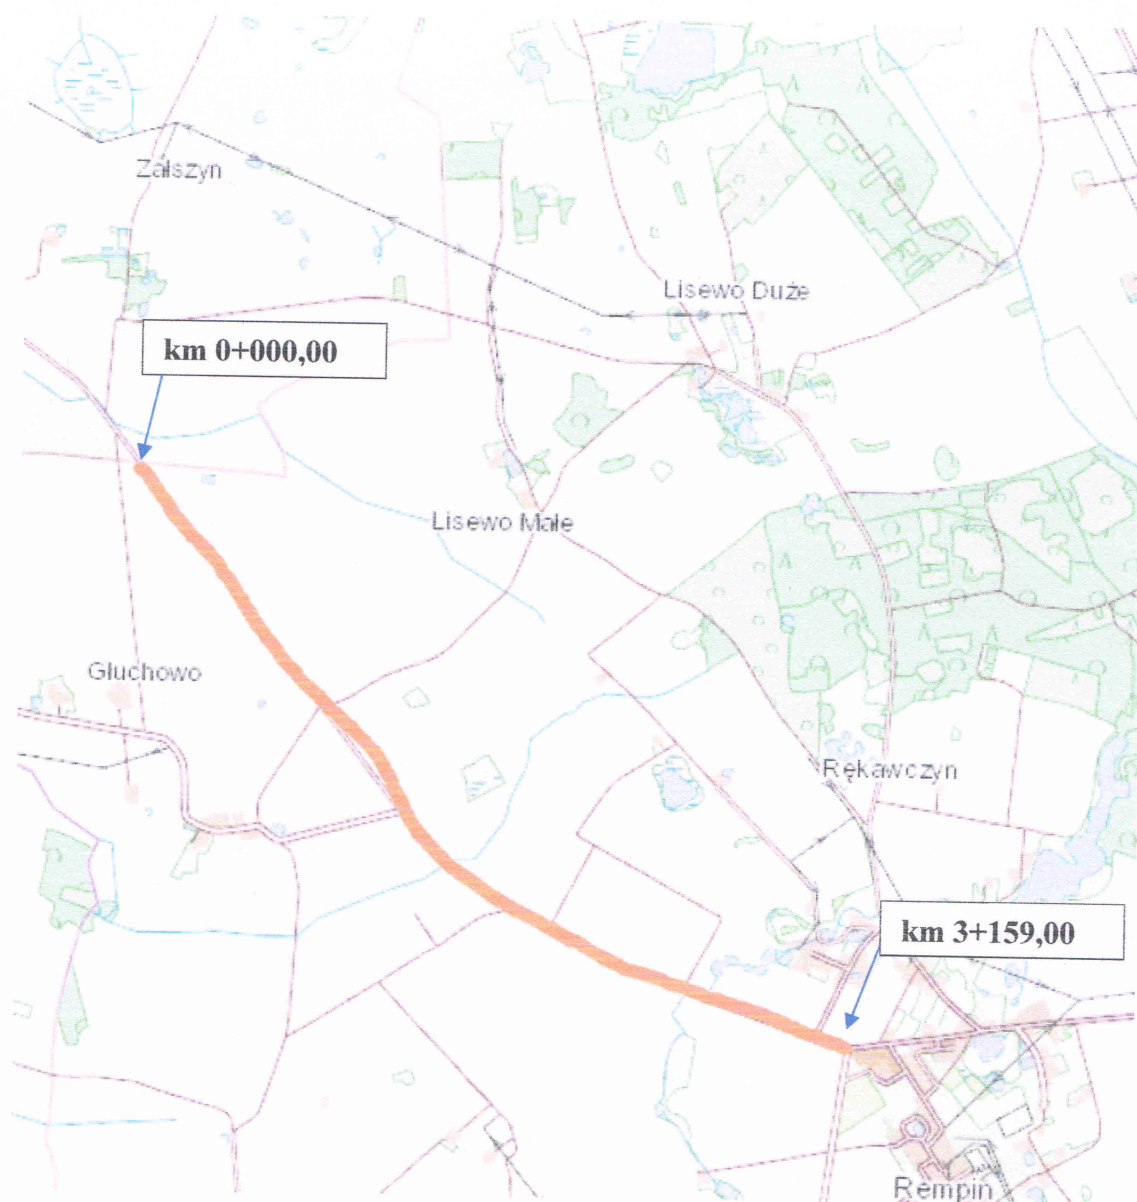 Zalszyn
Lisewo Duże
km 0+000,00
Lisewo Małe
Głuchowo
Rękawczyn
km 3+159,00
Rempin